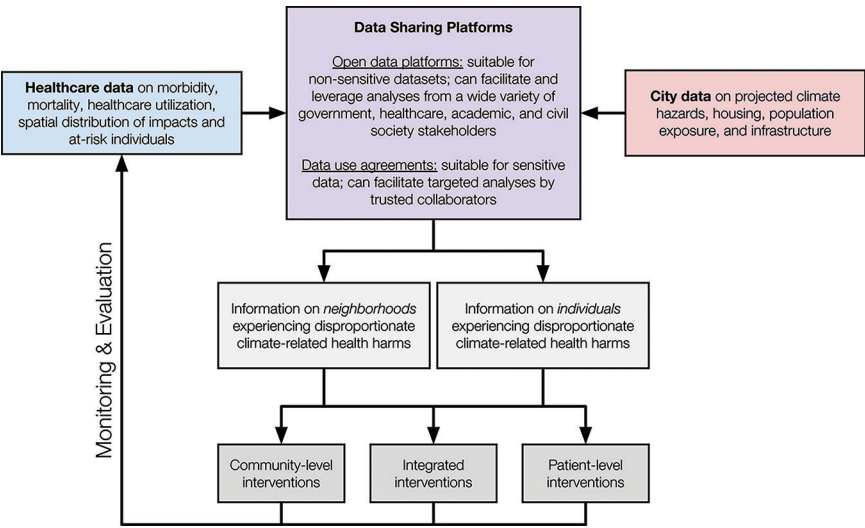 Data Sharing Platforms
Open data platforms: suitable for
non-sensitive datasets; can facilitate and
leverage analyses from a wide variety of
government, healthcare, academic, and civil
society stakeholders
Data use agreements: suitable for sensitive
data; can facilitate targeted analyses by
trusted collaborators
Healthcare data on morbidity,
mortality, healthcare utilization,
spatial distribution of impacts and
at-risk individuals
City data on projected climate
hazards, housing, population
exposure, and infrastructure
Information on neighborhoods
experiencing disproportionate
climate-related health harms
Information on individuals
experiencing disproportionate
climate-related health harms
Monitoring & Evaluation
Community-level
interventions
Integrated
interventions
Patient-level
interventions